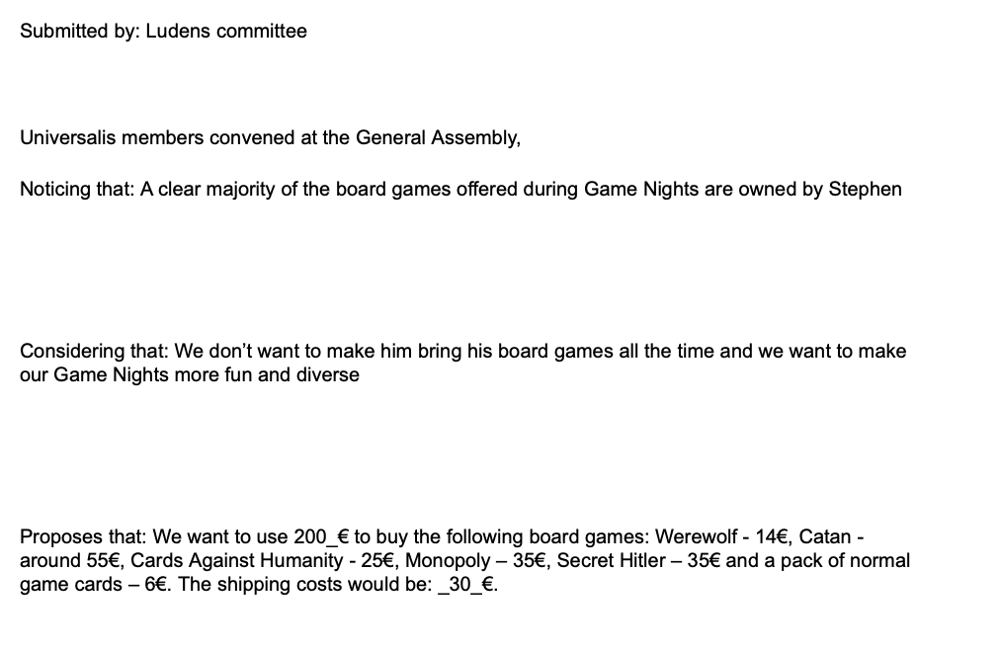 Submitted by: Ludens committee
Universalis members convened at the General Assembly,
Noticing that: A clear majority of the board games offered during Game Nights are owned by Stephen
Considering that: We don’t want to make him bring his board games all the time and we want to make
our Game Nights more fun and diverse
Proposes that: We want to use 200_€ to buy the following board games: Werewolf - 14€, Catan -
around 55€, Cards Against Humanity - 25€, Monopoly – 35€, Secret Hitler – 35€ and a pack of normal
game cards – 6€. The shipping costs would be: _30_€.